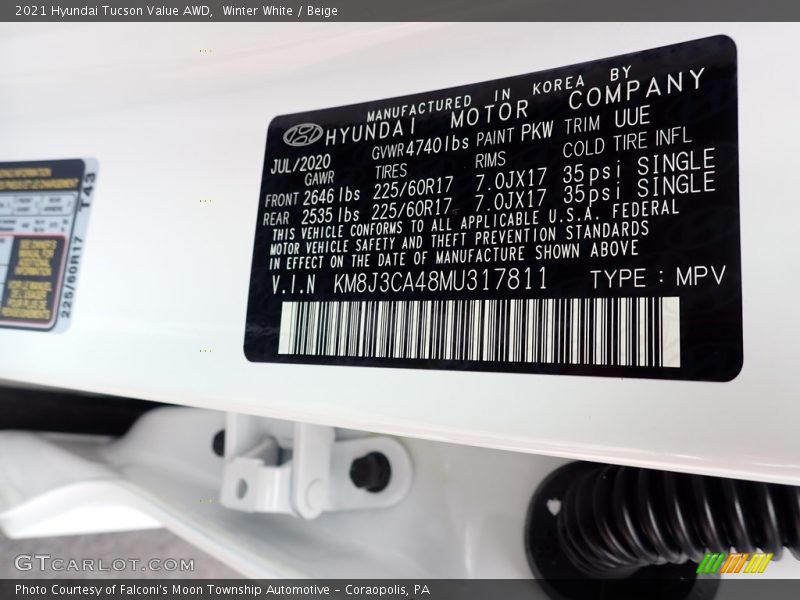 2021 Hyundai Tucson Value AWD, Winter White / Beige
MANUFACTURED IN KOREA BY
HYUNDAI MOTOR COMPANY
JUL/2020 GVWR 4740 lbs PAINT PKW TRIM UUE
GAWR TIRES RIMS COLD TIRE INFL
FRONT 2646 lbs 225/60R17 7.0JX17 35psi SINGLE
REAR 2535 lbs 225/60R17 7.0JX17 35psi SINGLE
THIS VEHICLE CONFORMS TO ALL APPLICABLE U.S.A. FEDERAL
MOTOR VEHICLE SAFETY AND THEFT PREVENTION STANDARDS
IN EFFECT ON THE DATE OF MANUFACTURE SHOWN ABOVE
V.I.N KM8J3CA48MU317811 TYPE : MPV
T43
225/60R17
GTCARLOT.COM
Photo Courtesy of Falconi's Moon Township Automotive - Coraopolis, PA